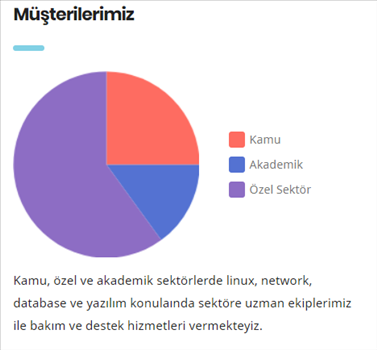 Müşterilerimiz
Kamu
Akademik
Özel Sektör
Kamu, özel ve akademik sektörlerde linux, network,
database ve yazılım konulaında sektöre uzman ekiplerimiz
ile bakım ve destek hizmetleri vermekteyiz.